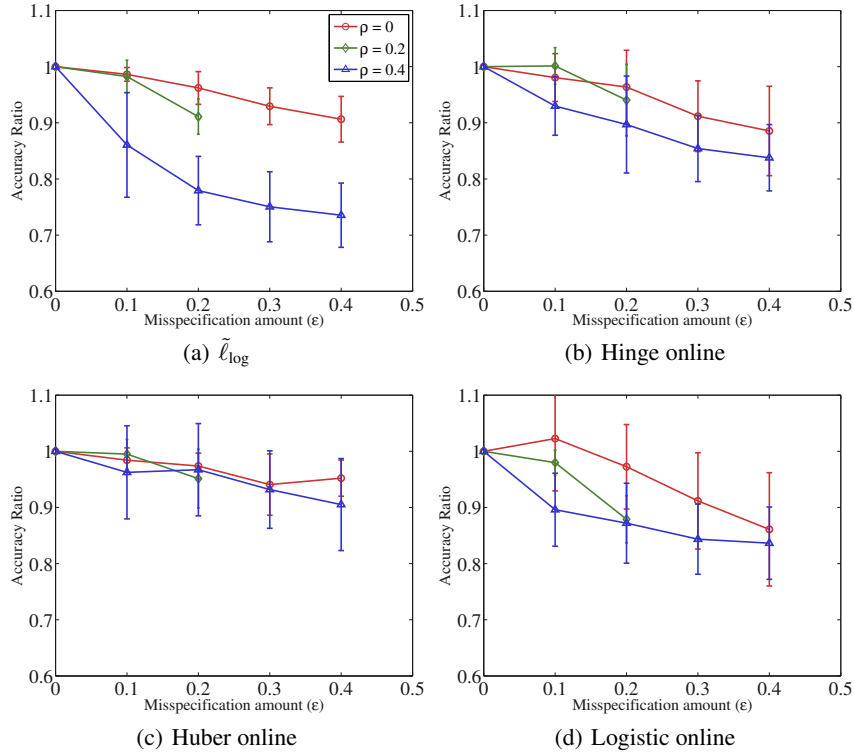 1.1
1
0.9
0.8
0.7
0.6
Accuracy Ratio
0 0.1 0.2 0.3 0.4 0.5
Misspecification amount (ε)
ρ = 0
ρ = 0.2
ρ = 0.4
(a) ℓ̃log
1.1
1
0.9
0.8
0.7
0.6
Accuracy Ratio
0 0.1 0.2 0.3 0.4 0.5
Misspecification amount (ε)
(b) Hinge online
1.1
1
0.9
0.8
0.7
0.6
Accuracy Ratio
0 0.1 0.2 0.3 0.4 0.5
Misspecification amount (ε)
(c) Huber online
1.1
1
0.9
0.8
0.7
0.6
Accuracy Ratio
0 0.1 0.2 0.3 0.4 0.5
Misspecification amount (ε)
(d) Logistic online